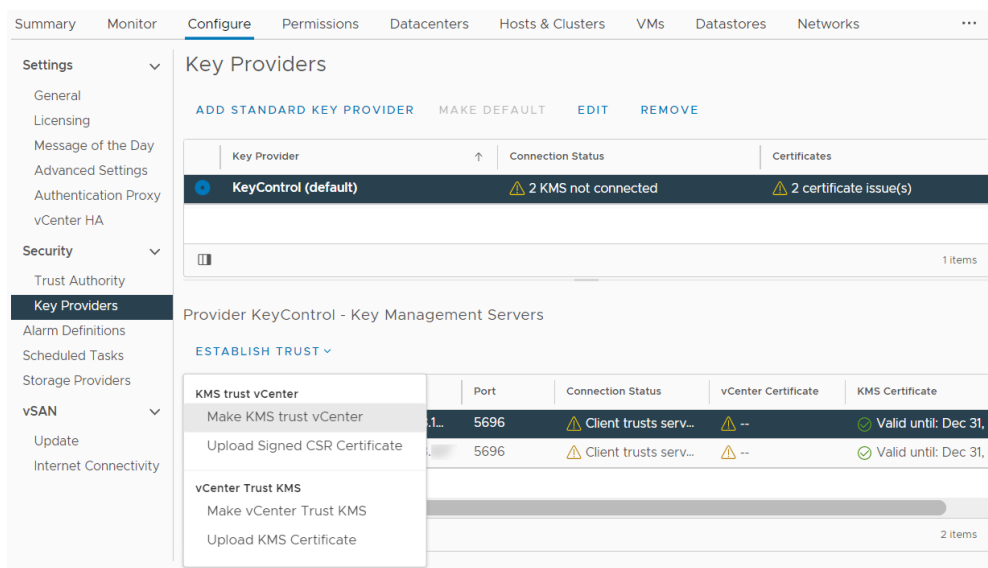 Summary Monitor Configure Permissions Datacenters Hosts & Clusters VMs Datastores Networks ...
Settings
General
Licensing
Message of the Day
Advanced Settings
Authentication Proxy
vCenter HA
Security
Trust Authority
Key Providers
Alarm Definitions
Scheduled Tasks
Storage Providers
vSAN
Update
Internet Connectivity
Key Providers
ADD STANDARD KEY PROVIDER MAKE DEFAULT EDIT REMOVE
Key Provider Connection Status Certificates
KeyControl (default) 2 KMS not connected 2 certificate issue(s)
1 items
Provider KeyControl - Key Management Servers
ESTABLISH TRUST
KMS trust vCenter
Make KMS trust vCenter
Upload Signed CSR Certificate
vCenter Trust KMS
Make vCenter Trust KMS
Upload KMS Certificate
Port Connection Status vCenter Certificate KMS Certificate
.1... 5696 Client trusts serv... -- Valid until: Dec 31,
5696 Client trusts serv... -- Valid until: Dec 31,
2 items